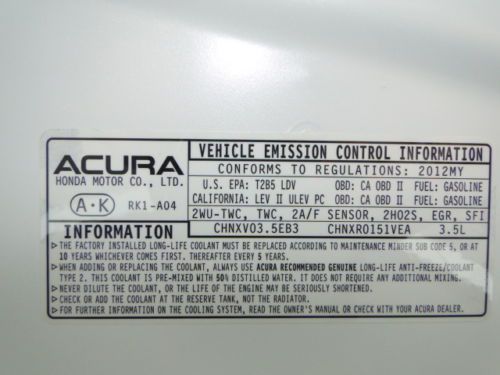 ACURA
HONDA MOTOR CO., LTD.
A·K RK1-A04
VEHICLE EMISSION CONTROL INFORMATION
CONFORMS TO REGULATIONS: 2012MY
U.S. EPA: T2B5 LDV OBD: CA OBD II FUEL: GASOLINE
CALIFORNIA: LEV II ULEV PC OBD: CA OBD II FUEL: GASOLINE
2WU-TWC, TWC, 2A/F SENSOR, 2HO2S, EGR, SFI
CHNXV03.5EB3 CHNXR0151VEA 3.5L
INFORMATION
▷THE FACTORY INSTALLED LONG-LIFE COOLANT MUST BE REPLACED ACCORDING TO MAINTENANCE MINDER SUB CODE 5, OR AT
10 YEARS WHICHEVER COMES FIRST. THEREAFTER EVERY 5 YEARS.
▷WHEN ADDING OR REPLACING COOLANT, ALWAYS USE ACURA RECOMMENDED GENUINE LONG-LIFE ANTI-FREEZE/COOLANT
TYPE 2. THIS COOLANT IS PRE-MIXED WITH 50% DISTILLED WATER. IT DOES NOT REQUIRE ANY ADDITIONAL MIXING.
▷NEVER DILUTE THE COOLANT, OR THE LIFE OF THE ENGINE MAY BE SERIOUSLY REDUCED.
▷CHECK OR ADD THE COOLANT AT THE RESERVE TANK, NOT THE RADIATOR.
▷FOR FURTHER INFORMATION ON THE COOLING SYSTEM, READ THE OWNER'S MANUAL OR CHECK WITH YOUR ACURA DEALER.